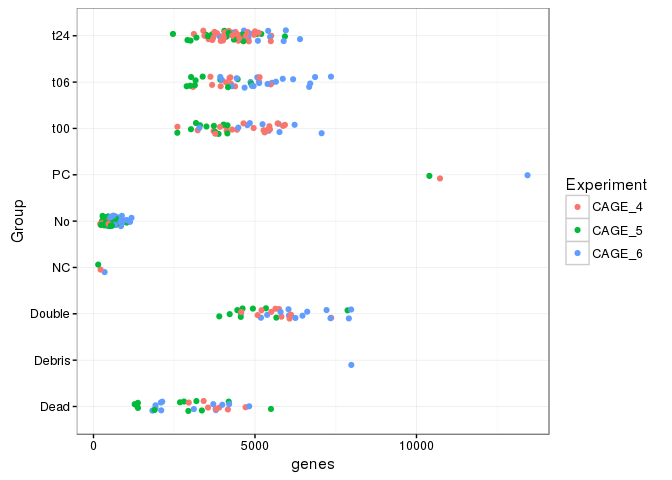 Group
t24
t06
t00
PC
No
NC
Double
Debris
Dead
0
5000
10000
genes
Experiment
CAGE_4
CAGE_5
CAGE_6